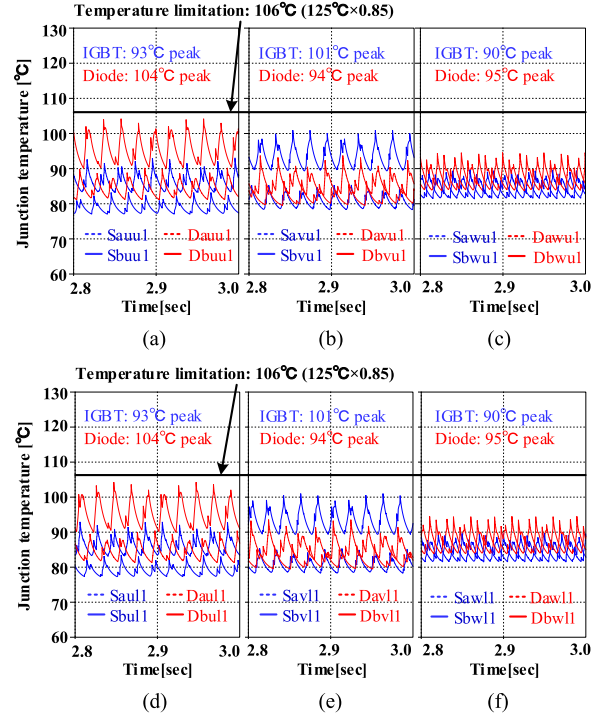 Temperature limitation: 106℃ (125℃×0.85)
130
120
110
100
90
80
70
60
Junction temperature [℃]
IGBT: 93℃ peak
Diode: 104℃ peak
Sauu1 Dauu1
Sbuu1 Dbuu1
IGBT: 101℃ peak
Diode: 94℃ peak
Savu1 Davu1
Sbvu1 Dbvu1
IGBT: 90℃ peak
Diode: 95℃ peak
Sawu1 Dawu1
Sbwu1 Dbwu1
2.8 2.9 3.0 2.8 2.9 3.0 2.8 2.9 3.0
Time[sec] Time[sec] Time[sec]
(a) (b) (c)
Temperature limitation: 106℃ (125℃×0.85)
130
120
110
100
90
80
70
60
Junction temperature [℃]
IGBT: 93℃ peak
Diode: 104℃ peak
Saul1 Daul1
Sbul1 Dbul1
IGBT: 101℃ peak
Diode: 94℃ peak
Savl1 Davl1
Sbvl1 Dbvl1
IGBT: 90℃ peak
Diode: 95℃ peak
Sawl1 Dawl1
Sbwl1 Dbwl1
2.8 2.9 3.0 2.8 2.9 3.0 2.8 2.9 3.0
Time[sec] Time[sec] Time[sec]
(d) (e) (f)